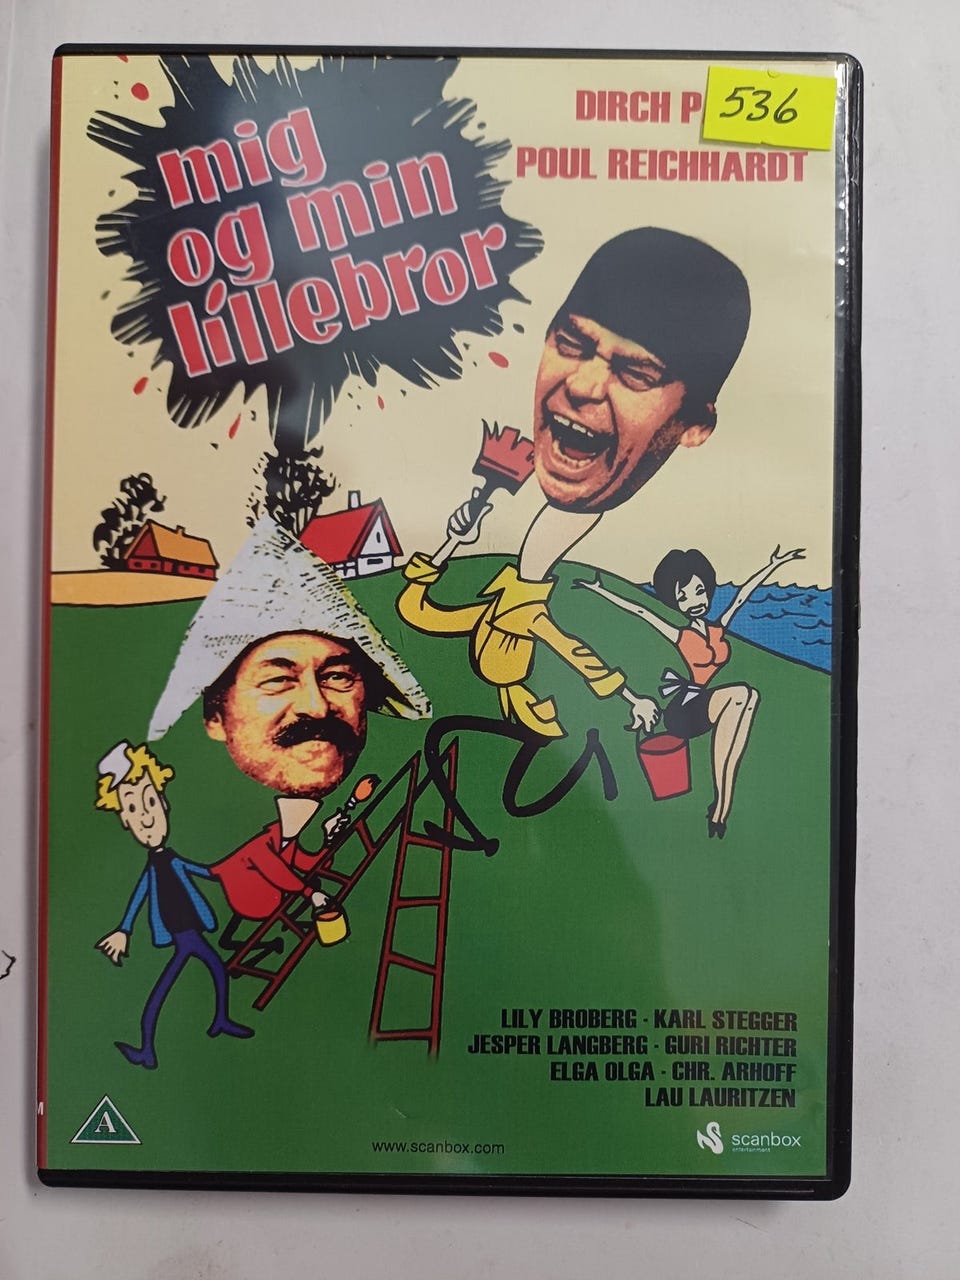 mig
og min
lillebror
DIRCH P
536
POUL REICHHARDT
LILY BROBERG - KARL STEGGER
JESPER LANGBERG - GURI RICHTER
ELGA OLGA - CHR. ARHOFF
LAU LAURITZEN
M
A
www.scanbox.com
scanbox
entertainment